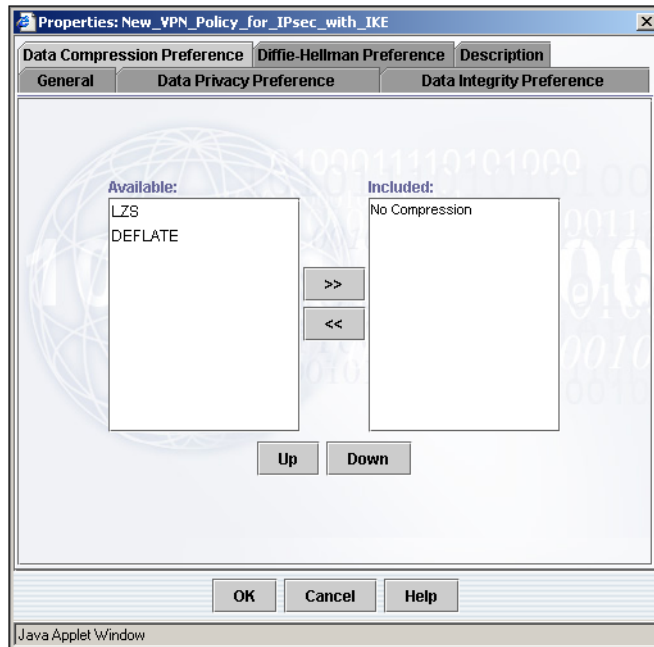 Properties: New_VPN_Policy_for_IPsec_with_IKE
Data Compression Preference Diffie-Hellman Preference Description
General Data Privacy Preference Data Integrity Preference
Available: Included:
LZS No Compression
DEFLATE
>>
<<
Up Down
OK Cancel Help
Java Applet Window